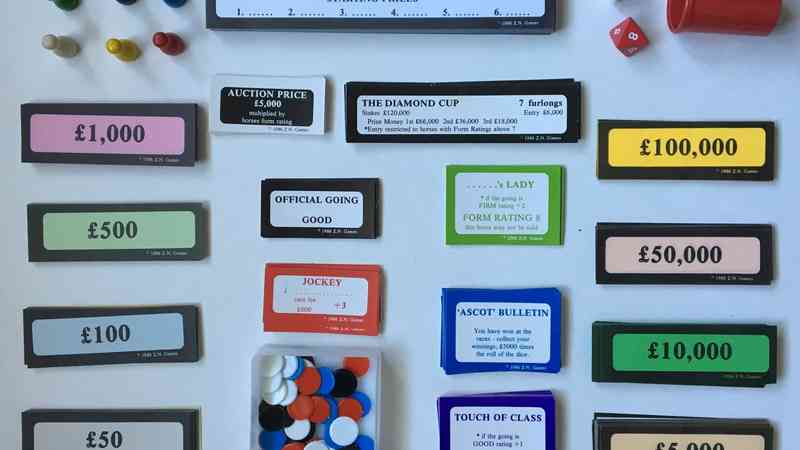 STARTING PRICES
1. ...... 2. ...... 3. ...... 4. ...... 5. ...... 6. ......
* 1986 Z.N. Games
8
AUCTION PRICE
£5,000
multiplied by
horses form rating
* 1986 Z.N. Games
THE DIAMOND CUP 7 furlongs
Stakes £120,000 Entry £6,000
Prize Money 1st £66,000 2nd £36,000 3rd £18,000
*Entry restricted to horses with Form Ratings above 7
* 1986 Z.N. Games
£1,000
* 1986 Z.N. Games
£100,000
* 1986 Z.N. Games
OFFICIAL GOING
GOOD
* 1986 Z.N. Games
......'s LADY
* if the going is
FIRM rating +2
FORM RATING 8
this horse may not be sold
* 1986 Z.N. Games
£500
* 1986 Z.N. Games
£50,000
* 1986 Z.N. Games
JOCKEY
fee for
£500 +3
* 1986 Z.N. Games
'ASCOT' BULLETIN
You have won at the
races - collect your
winnings, £5000 times
the roll of the dice.
* 1986 Z.N. Games
£100
* 1986 Z.N. Games
£10,000
* 1986 Z.N. Games
£50
TOUCH OF CLASS
* if the going is
GOOD rating +1
£5,000